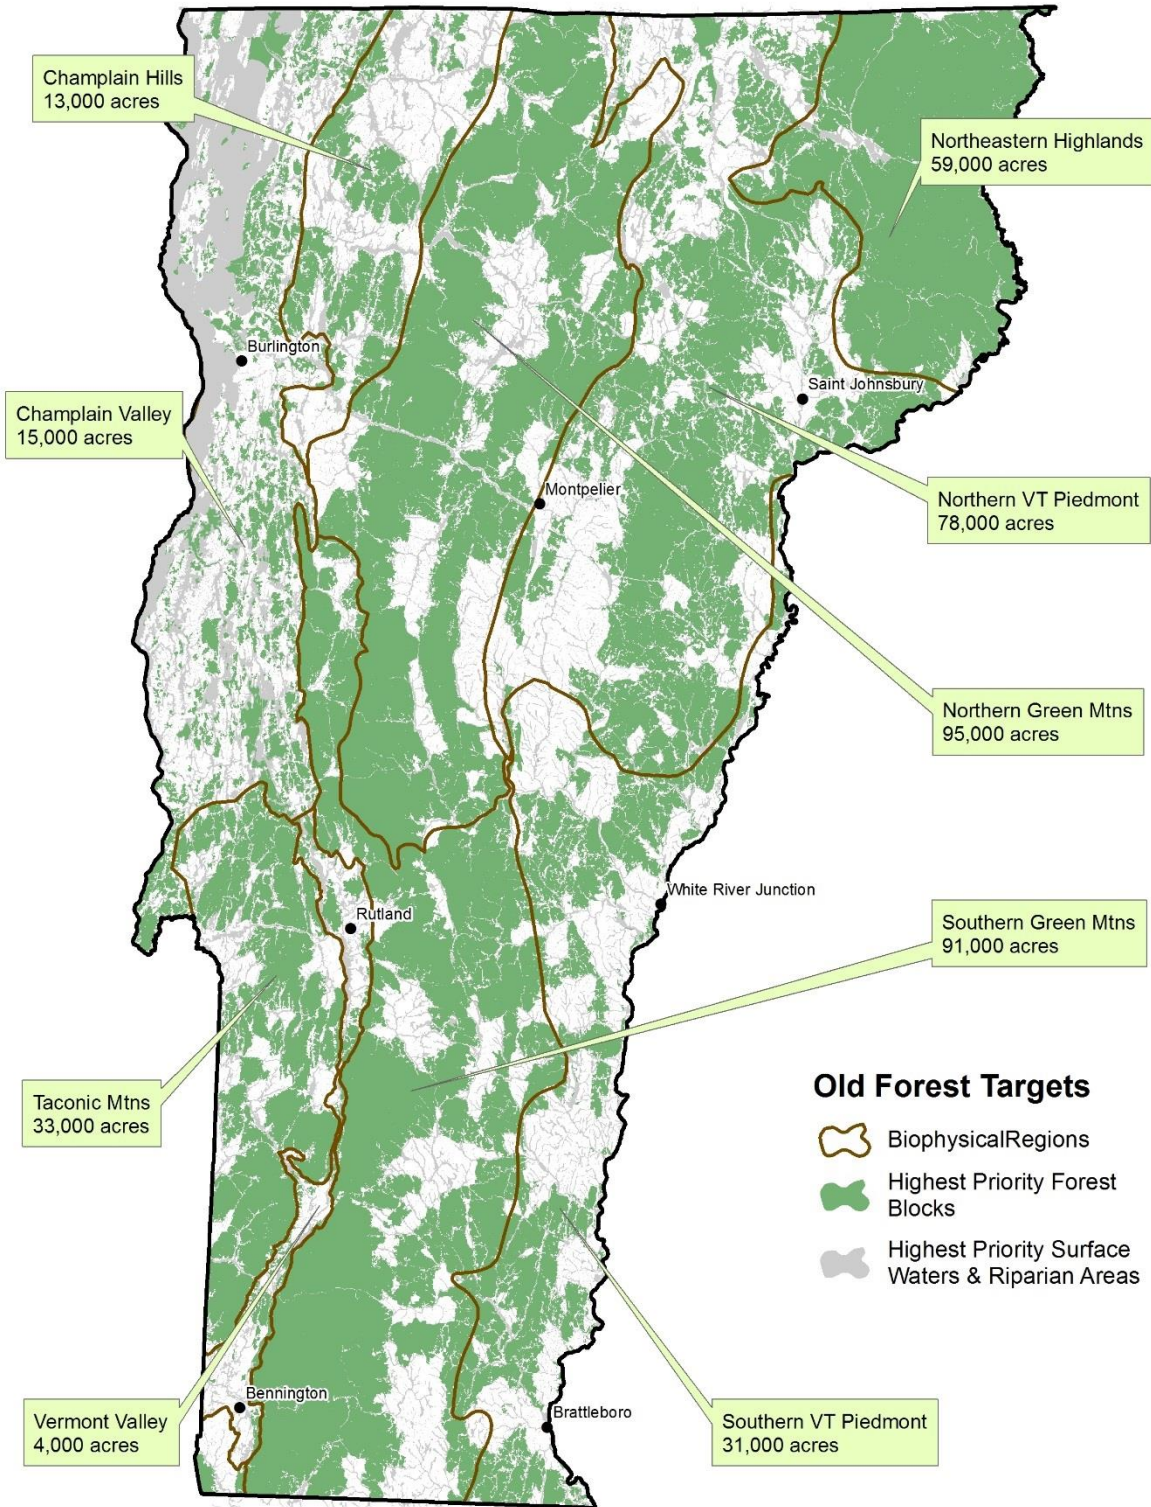 Champlain Hills
13,000 acres
Northeastern Highlands
59,000 acres
Burlington
Saint Johnsbury
Champlain Valley
15,000 acres
Montpelier
Northern VT Piedmont
78,000 acres
Northern Green Mtns
95,000 acres
White River Junction
Rutland
Southern Green Mtns
91,000 acres
Taconic Mtns
33,000 acres
Old Forest Targets
BiophysicalRegions
Highest Priority Forest
Blocks
Highest Priority Surface
Waters & Riparian Areas
Bennington
Brattleboro
Vermont Valley
4,000 acres
Southern VT Piedmont
31,000 acres